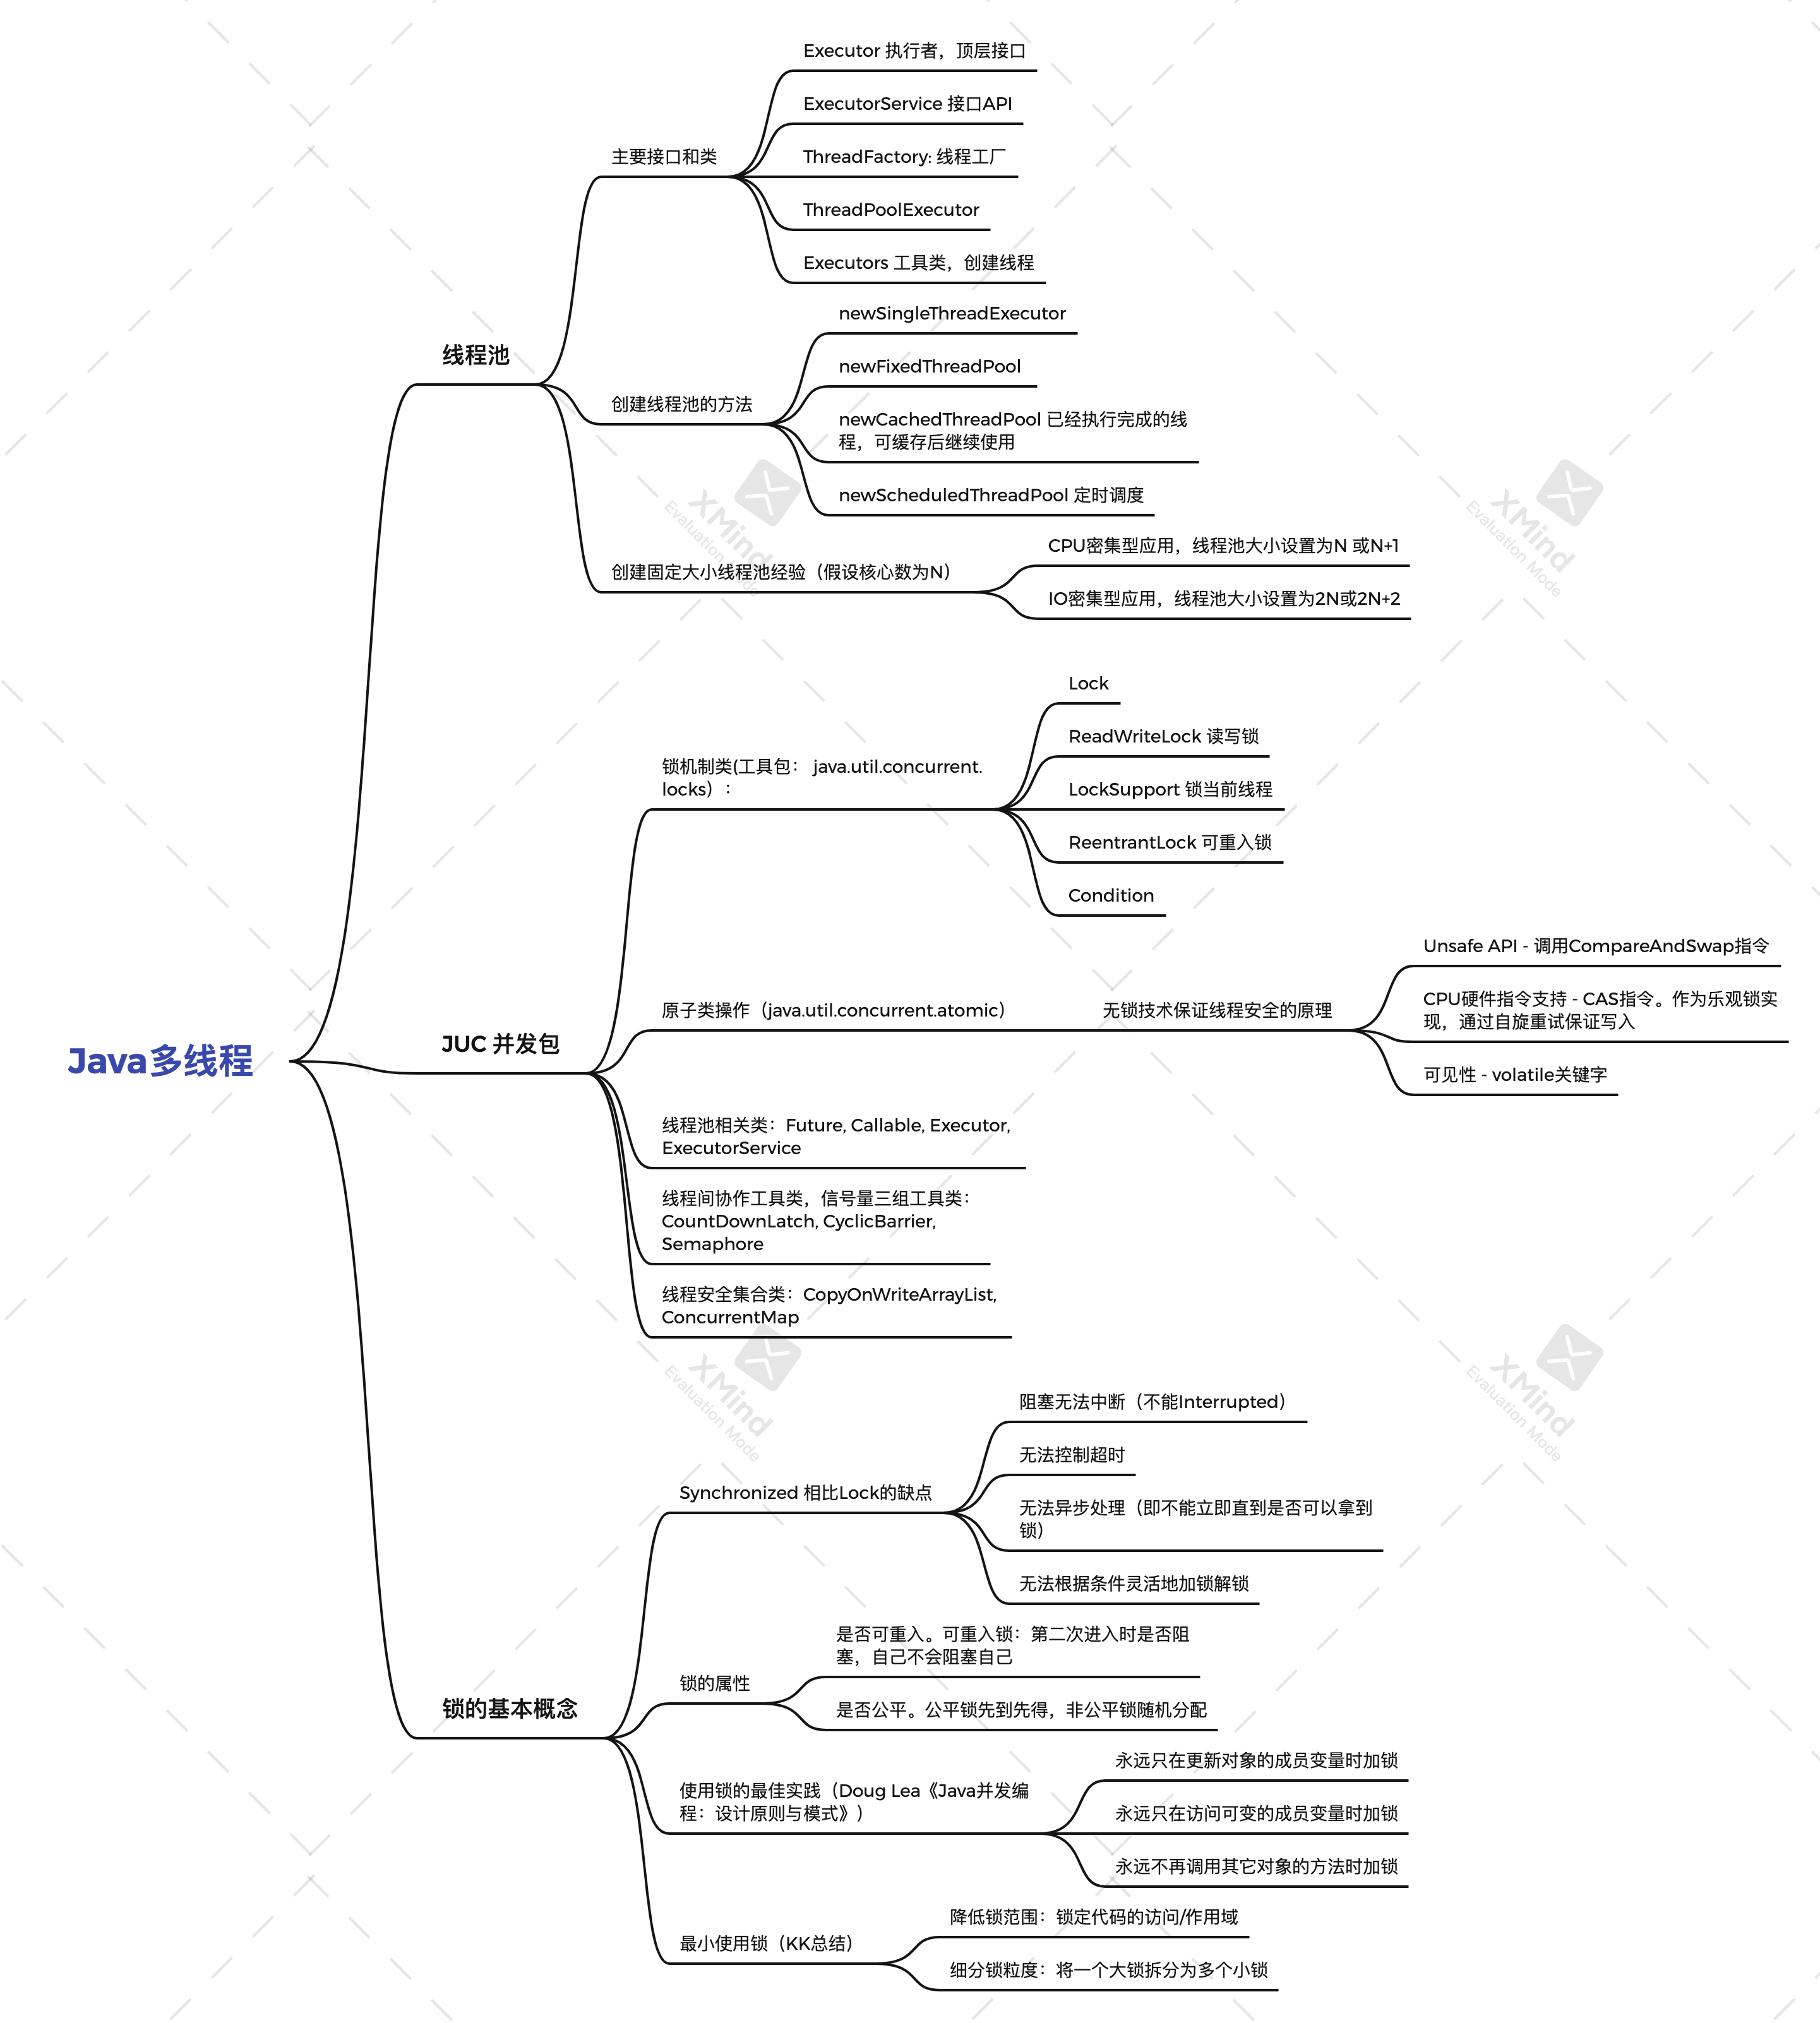 Java多线程
线程池
主要接口和类
Executor 执行者，顶层接口
ExecutorService 接口API
ThreadFactory: 线程工厂
ThreadPoolExecutor
Executors 工具类，创建线程
创建线程池的方法
newSingleThreadExecutor
newFixedThreadPool
newCachedThreadPool 已经执行完成的线
程，可缓存后继续使用
newScheduledThreadPool 定时调度
创建固定大小线程池经验（假设核心数为N）
CPU密集型应用，线程池大小设置为N 或N+1
IO密集型应用，线程池大小设置为2N或2N+2
JUC 并发包
锁机制类(工具包： java.util.concurrent.
locks）：
Lock
ReadWriteLock 读写锁
LockSupport 锁当前线程
ReentrantLock 可重入锁
Condition
原子类操作（java.util.concurrent.atomic）
无锁技术保证线程安全的原理
Unsafe API - 调用CompareAndSwap指令
CPU硬件指令支持 - CAS指令。作为乐观锁实
现，通过自旋重试保证写入
可见性 - volatile关键字
线程池相关类：Future, Callable, Executor,
ExecutorService
线程间协作工具类，信号量三组工具类：
CountDownLatch, CyclicBarrier,
Semaphore
线程安全集合类：CopyOnWriteArrayList,
ConcurrentMap
锁的基本概念
Synchronized 相比Lock的缺点
阻塞无法中断（不能Interrupted）
无法控制超时
无法异步处理（即不能立即直到是否可以拿到
锁）
无法根据条件灵活地加锁解锁
锁的属性
是否可重入。可重入锁：第二次进入时是否阻
塞，自己不会阻塞自己
是否公平。公平锁先到先得，非公平锁随机分配
使用锁的最佳实践（Doug Lea《Java并发编
程：设计原则与模式》）
永远只在更新对象的成员变量时加锁
永远只在访问可变的成员变量时加锁
永远不再调用其它对象的方法时加锁
最小使用锁（KK总结）
降低锁范围：锁定代码的访问/作用域
细分锁粒度：将一个大锁拆分为多个小锁
XMind
Evaluation Mode
XMind
Evaluation Mode
XMind
Evaluation Mode
XMind
Evaluation Mode